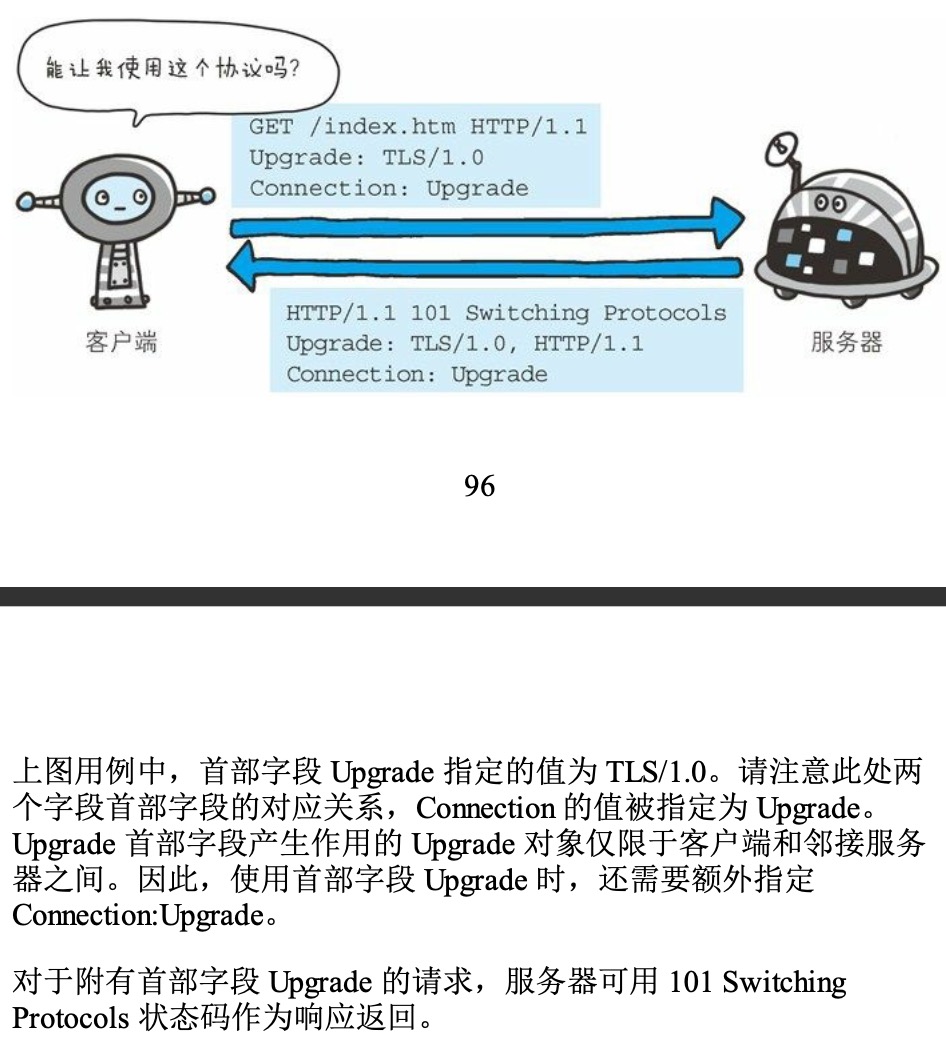 能让我使用这个协议吗？
GET /index.htm HTTP/1.1
Upgrade: TLS/1.0
Connection: Upgrade
HTTP/1.1 101 Switching Protocols
Upgrade: TLS/1.0, HTTP/1.1
Connection: Upgrade
客户端
服务器
96
上图用例中，首部字段 Upgrade 指定的值为 TLS/1.0。请注意此处两
个字段首部字段的对应关系，Connection 的值被指定为 Upgrade。
Upgrade 首部字段产生作用的 Upgrade 对象仅限于客户端和邻接服务
器之间。因此，使用首部字段 Upgrade 时，还需要额外指定
Connection:Upgrade。
对于附有首部字段 Upgrade 的请求，服务器可用 101 Switching
Protocols 状态码作为响应返回。